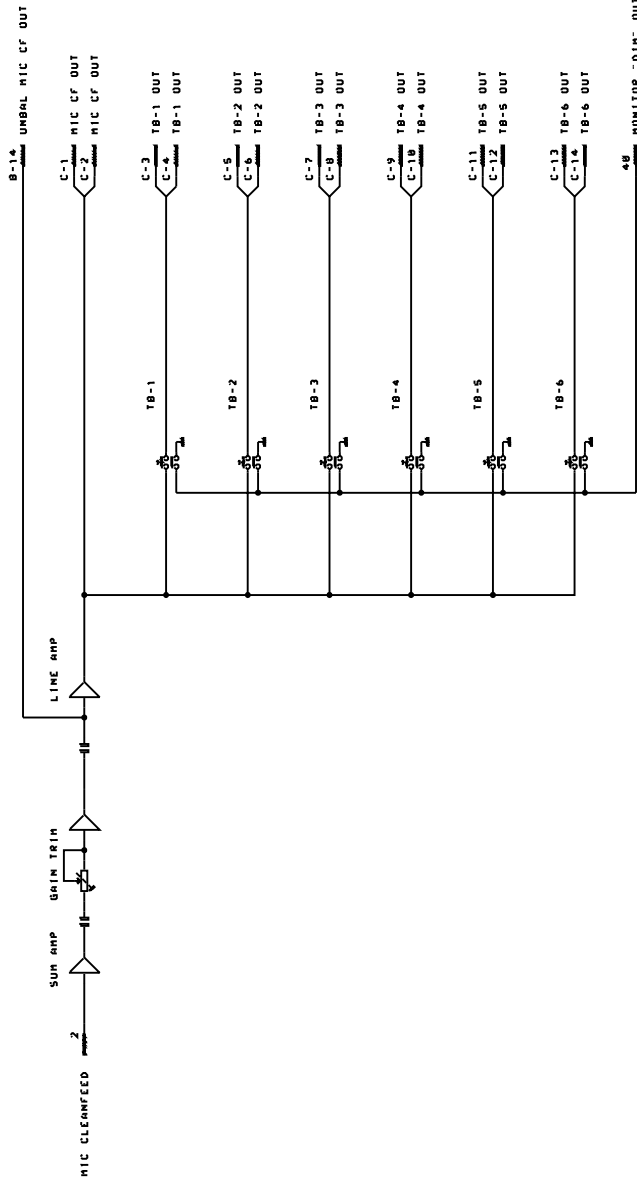 B-14 UNBAL MIC CF OUT
C-1 MIC CF OUT
C-2 MIC CF OUT
C-3 TB-1 OUT
C-4 TB-1 OUT
C-5 TB-2 OUT
C-6 TB-2 OUT
C-7 TB-3 OUT
C-8 TB-3 OUT
C-9 TB-4 OUT
C-10 TB-4 OUT
C-11 TB-5 OUT
C-12 TB-5 OUT
C-13 TB-6 OUT
C-14 TB-6 OUT
40 MONITOR "DIM" OUT
TB-1
TB-2
TB-3
TB-4
TB-5
TB-6
LINE AMP
GAIN TRIM
SUM AMP
2
MIC CLEANFEED